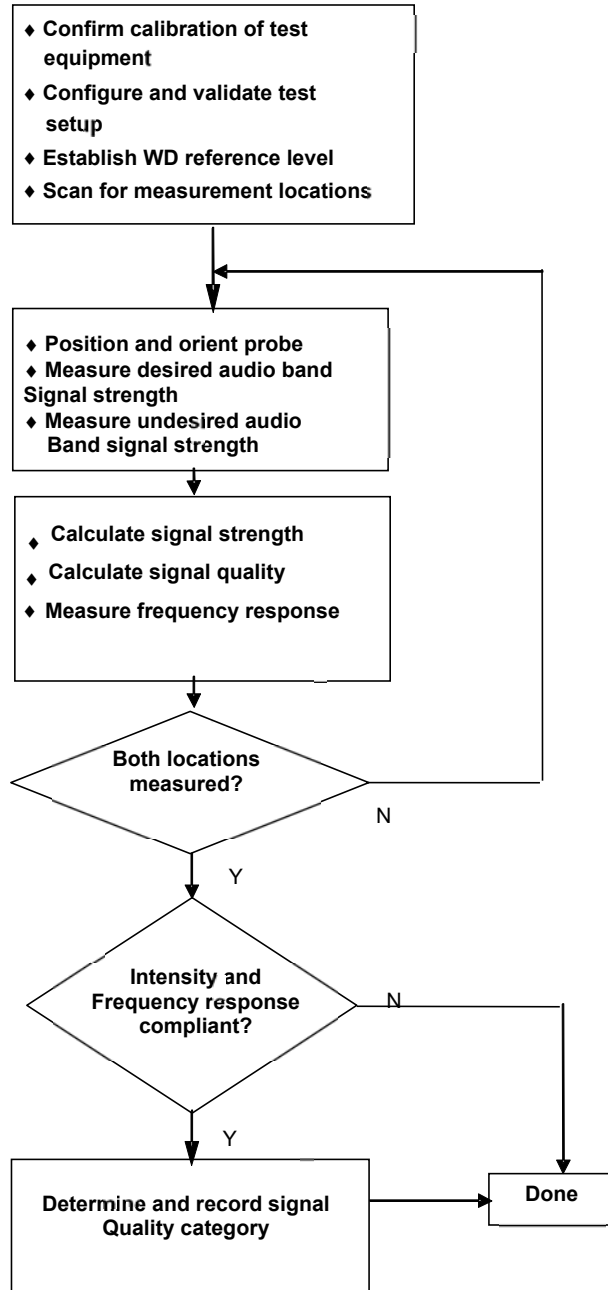 ♦ Confirm calibration of test
equipment
♦ Configure and validate test
setup
♦ Establish WD reference level
♦ Scan for measurement locations
♦ Position and orient probe
♦ Measure desired audio band
Signal strength
♦ Measure undesired audio
Band signal strength
♦ Calculate signal strength
♦ Calculate signal quality
♦ Measure frequency response
Both locations
measured?
N
Y
Intensity and
Frequency response
compliant?
N
Y
Determine and record signal
Quality category
Done